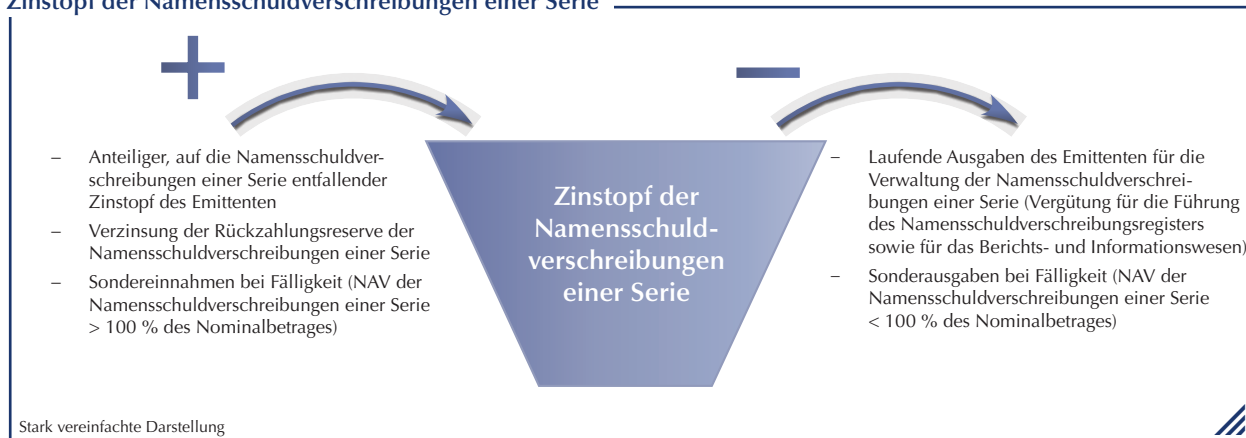 Zinstopf der Namensschuldverschreibungen einer Serie
+
–
– Anteiliger, auf die Namensschuldver-
schreibungen einer Serie entfallender
Zinstopf des Emittenten
– Verzinsung der Rückzahlungsreserve der
Namensschuldverschreibungen einer Serie
– Sondereinnahmen bei Fälligkeit (NAV der
Namensschuldverschreibungen einer Serie
> 100 % des Nominalbetrages)
Zinstopf der
Namensschuld-
verschreibungen
einer Serie
– Laufende Ausgaben des Emittenten für die
Verwaltung der Namensschuldverschrei-
bungen einer Serie (Vergütung für die Führung
des Namensschuldverschreibungsregisters
sowie für das Berichts- und Informationswesen)
– Sonderausgaben bei Fälligkeit (NAV der
Namensschuldverschreibungen einer Serie
< 100 % des Nominalbetrages)
Stark vereinfachte Darstellung